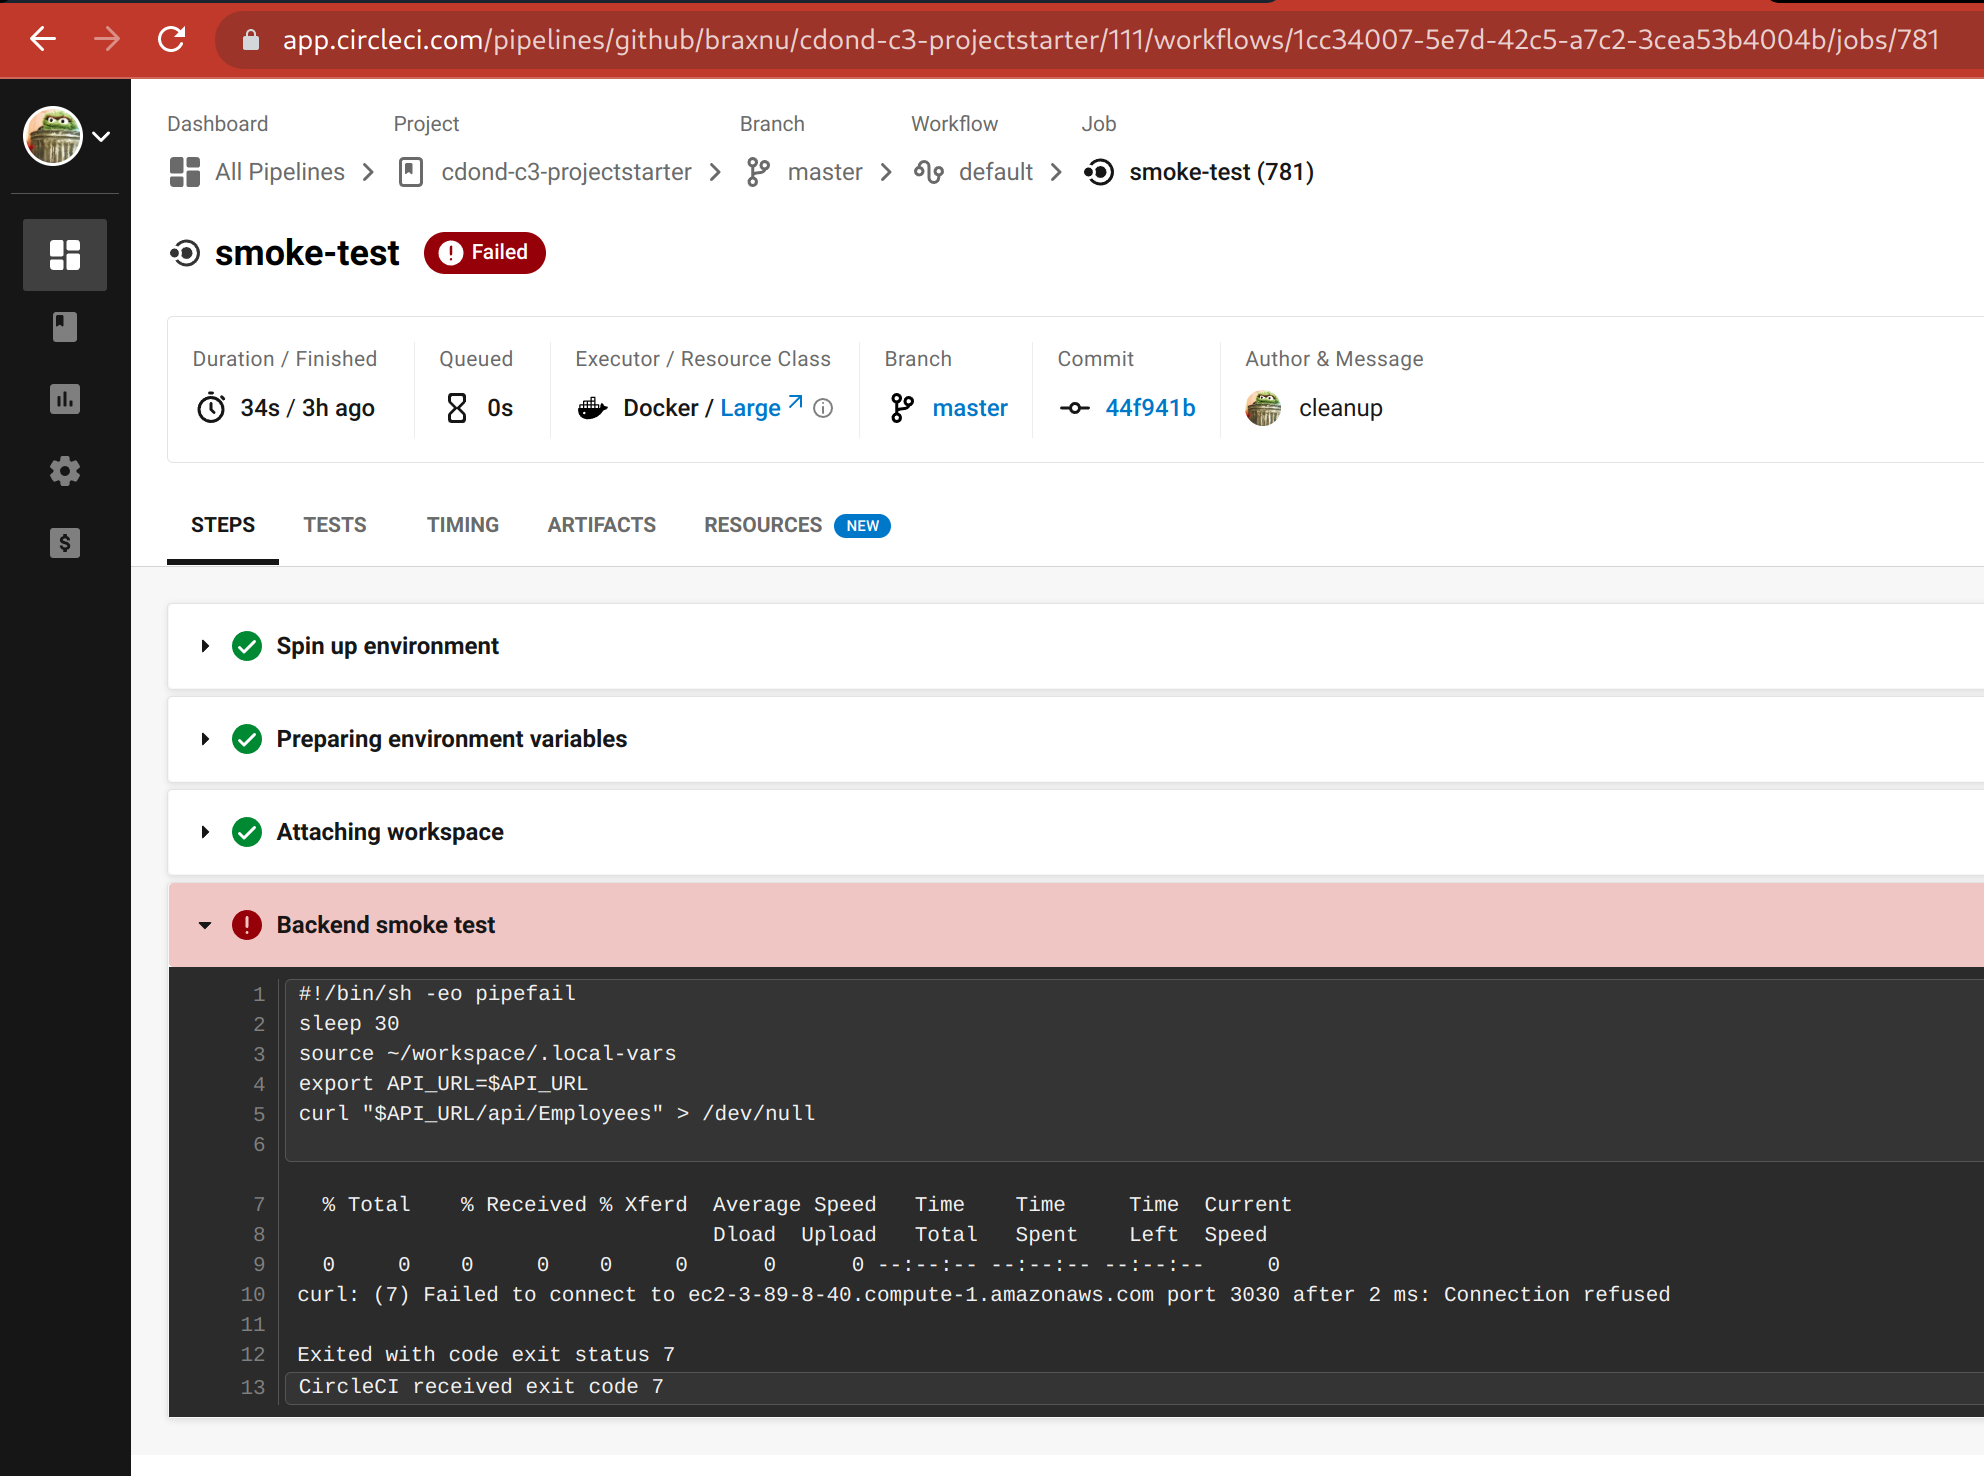 app.circleci.com/pipelines/github/braxnu/cdond-c3-projectstarter/111/workflows/1cc34007-5e7d-42c5-a7c2-3cea53b4004b/jobs/781
Dashboard Project Branch Workflow Job
All Pipelines cdond-c3-projectstarter master default smoke-test (781)
smoke-test Failed
Duration / Finished Queued Executor / Resource Class Branch Commit Author & Message
34s / 3h ago 0s Docker / Large master 44f941b cleanup
STEPS TESTS TIMING ARTIFACTS RESOURCES NEW
Spin up environment
Preparing environment variables
Attaching workspace
Backend smoke test
1 #!/bin/sh -eo pipefail
2 sleep 30
3 source ~/workspace/.local-vars
4 export API_URL=$API_URL
5 curl "$API_URL/api/Employees" > /dev/null
6
7 % Total % Received % Xferd Average Speed Time Time Time Current
8 Dload Upload Total Spent Left Speed
9 0 0 0 0 0 0 0 0 --:--:-- --:--:-- --:--:-- 0
10 curl: (7) Failed to connect to ec2-3-89-8-40.compute-1.amazonaws.com port 3030 after 2 ms: Connection refused
11
12 Exited with code exit status 7
13 CircleCI received exit code 7